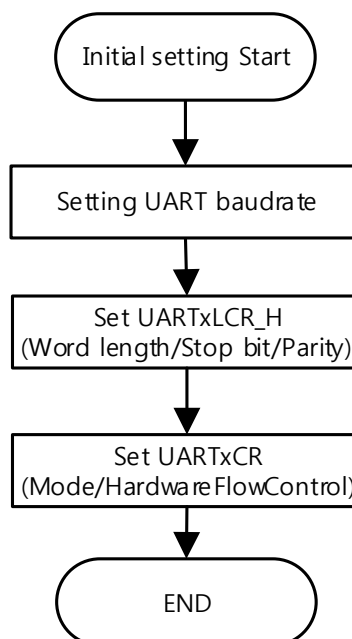 Initial setting Start
Setting UART baudrate
Set UARTxLCR_H
(Word length/Stop bit/Parity)
Set UARTxCR
(Mode/HardwareFlowControl)
END